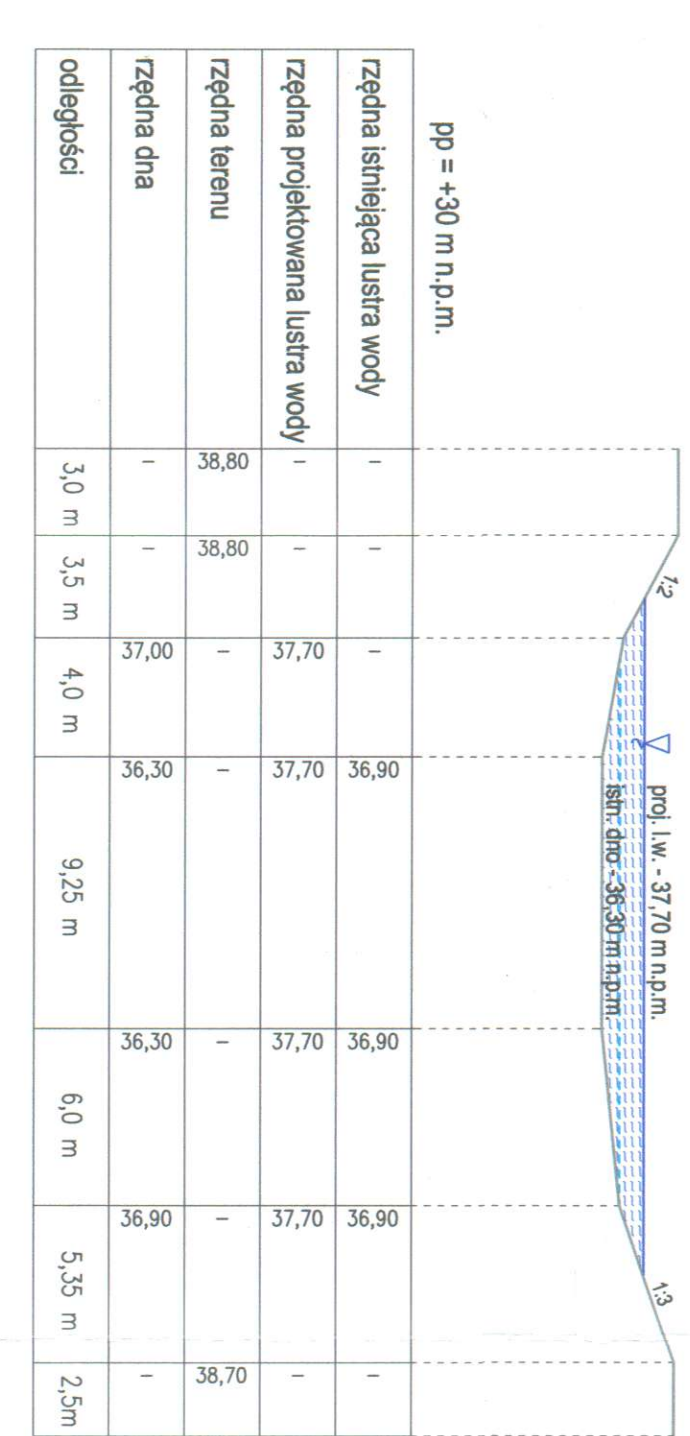 1:2
1:3
proj. l.w. - 37,70 m n.p.m.
istn. dno - 36,30 m n.p.m.
pp = +30 m n.p.m.
rzędna istniejąca lustra wody – – – 36,90 36,90 36,90 –
rzędna projektowana lustra wody – – 37,70 37,70 37,70 37,70 –
rzędna terenu 38,80 38,80 – – – – 38,70
rzędna dna – – 37,00 36,30 36,30 36,90 –
odległości 3,0 m 3,5 m 4,0 m 9,25 m 6,0 m 5,35 m 2,5m